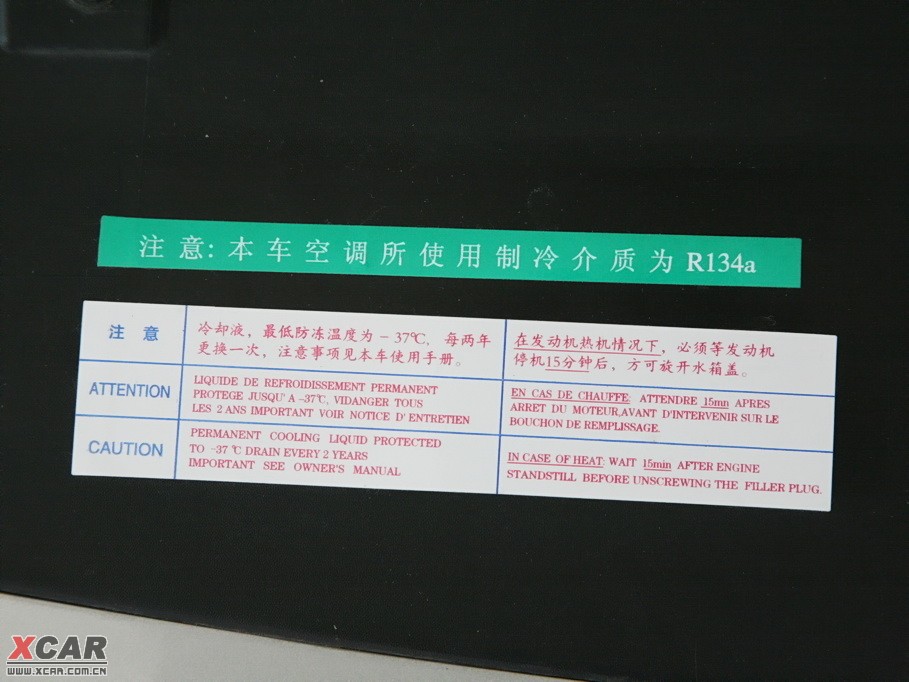 注意:本车空调所使用制冷介质为R134a
注意
冷却液，最低防冻温度为－37℃，每两年
更换一次，注意事项见本车使用手册。
在发动机热机情况下，必须等发动机
停机15分钟后，方可旋开水箱盖。
ATTENTION
LIQUIDE DE REFROIDISSEMENT PERMANENT
PROTEGE JUSQU'A -37℃, VIDANGER TOUS
LES 2 ANS IMPORTANT VOIR NOTICE D'ENTRETIEN
EN CAS DE CHAUFFE: ATTENDRE 15mn APRES
ARRET DU MOTEUR,AVANT D'INTERVENIR SUR LE
BOUCHON DE REMPLISSAGE.
CAUTION
PERMANENT COOLING LIQUID PROTECTED
TO -37 ℃ DRAIN EVERY 2 YEARS
IMPORTANT SEE OWNER'S MANUAL
IN CASE OF HEAT: WAIT 15min AFTER ENGINE
STANDSTILL BEFORE UNSCREWING THE FILLER PLUG.
XCAR
WWW.XCAR.COM.CN